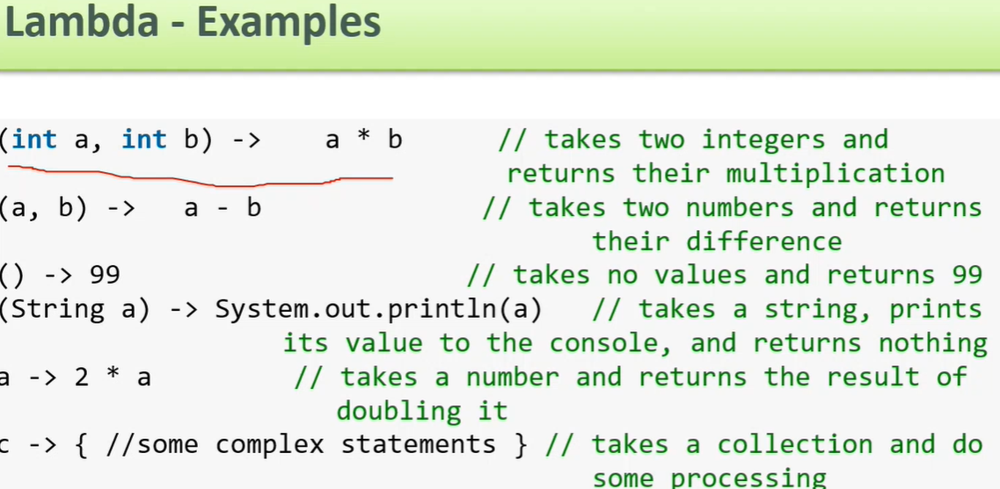 Lambda - Examples
(int a, int b) -> a * b // takes two integers and
returns their multiplication
(a, b) -> a - b // takes two numbers and returns
their difference
() -> 99 // takes no values and returns 99
(String a) -> System.out.println(a) // takes a string, prints
its value to the console, and returns nothing
a -> 2 * a // takes a number and returns the result of
doubling it
c -> { //some complex statements } // takes a collection and do
some processing